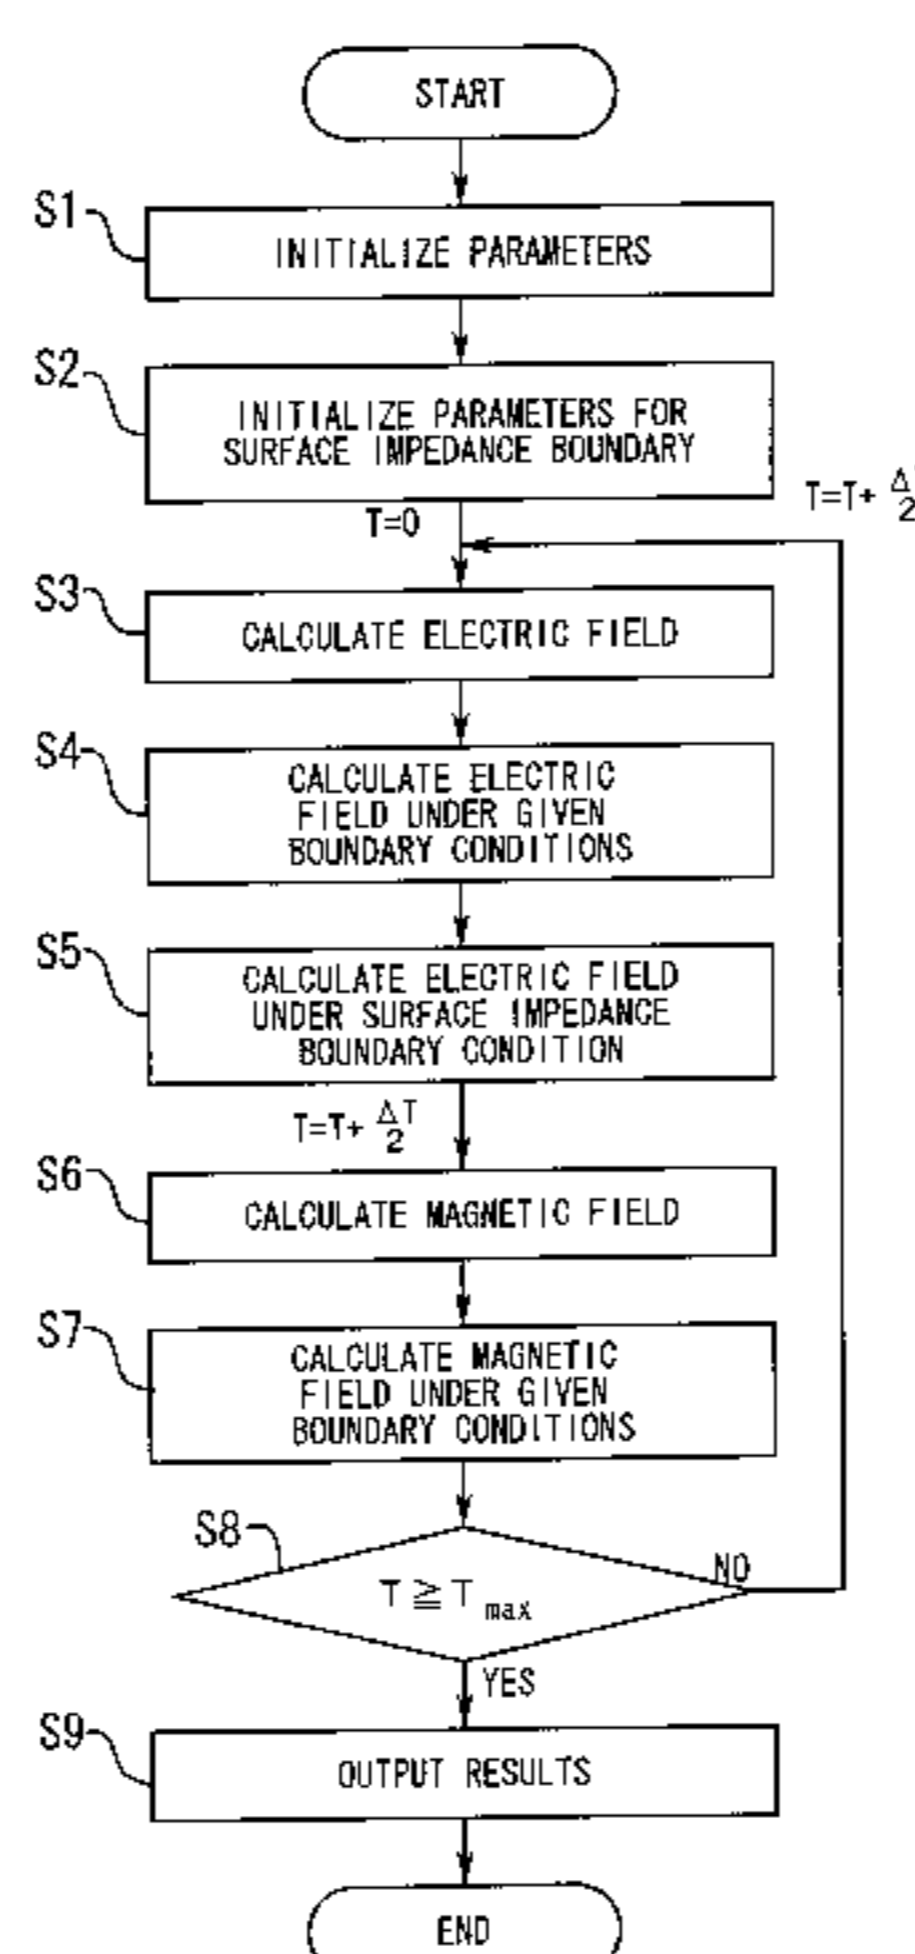 START
S1
INITIALIZE PARAMETERS
S2
INITIALIZE PARAMETERS FOR
SURFACE IMPEDANCE BOUNDARY
T=0
T=T+ Δ/2
S3
CALCULATE ELECTRIC FIELD
S4
CALCULATE ELECTRIC
FIELD UNDER GIVEN
BOUNDARY CONDITIONS
S5
CALCULATE ELECTRIC FIELD
UNDER SURFACE IMPEDANCE
BOUNDARY CONDITION
T=T+ ΔT/2
S6
CALCULATE MAGNETIC FIELD
S7
CALCULATE MAGNETIC
FIELD UNDER GIVEN
BOUNDARY CONDITIONS
S8
T ≧ T max
NO
YES
S9
OUTPUT RESULTS
END